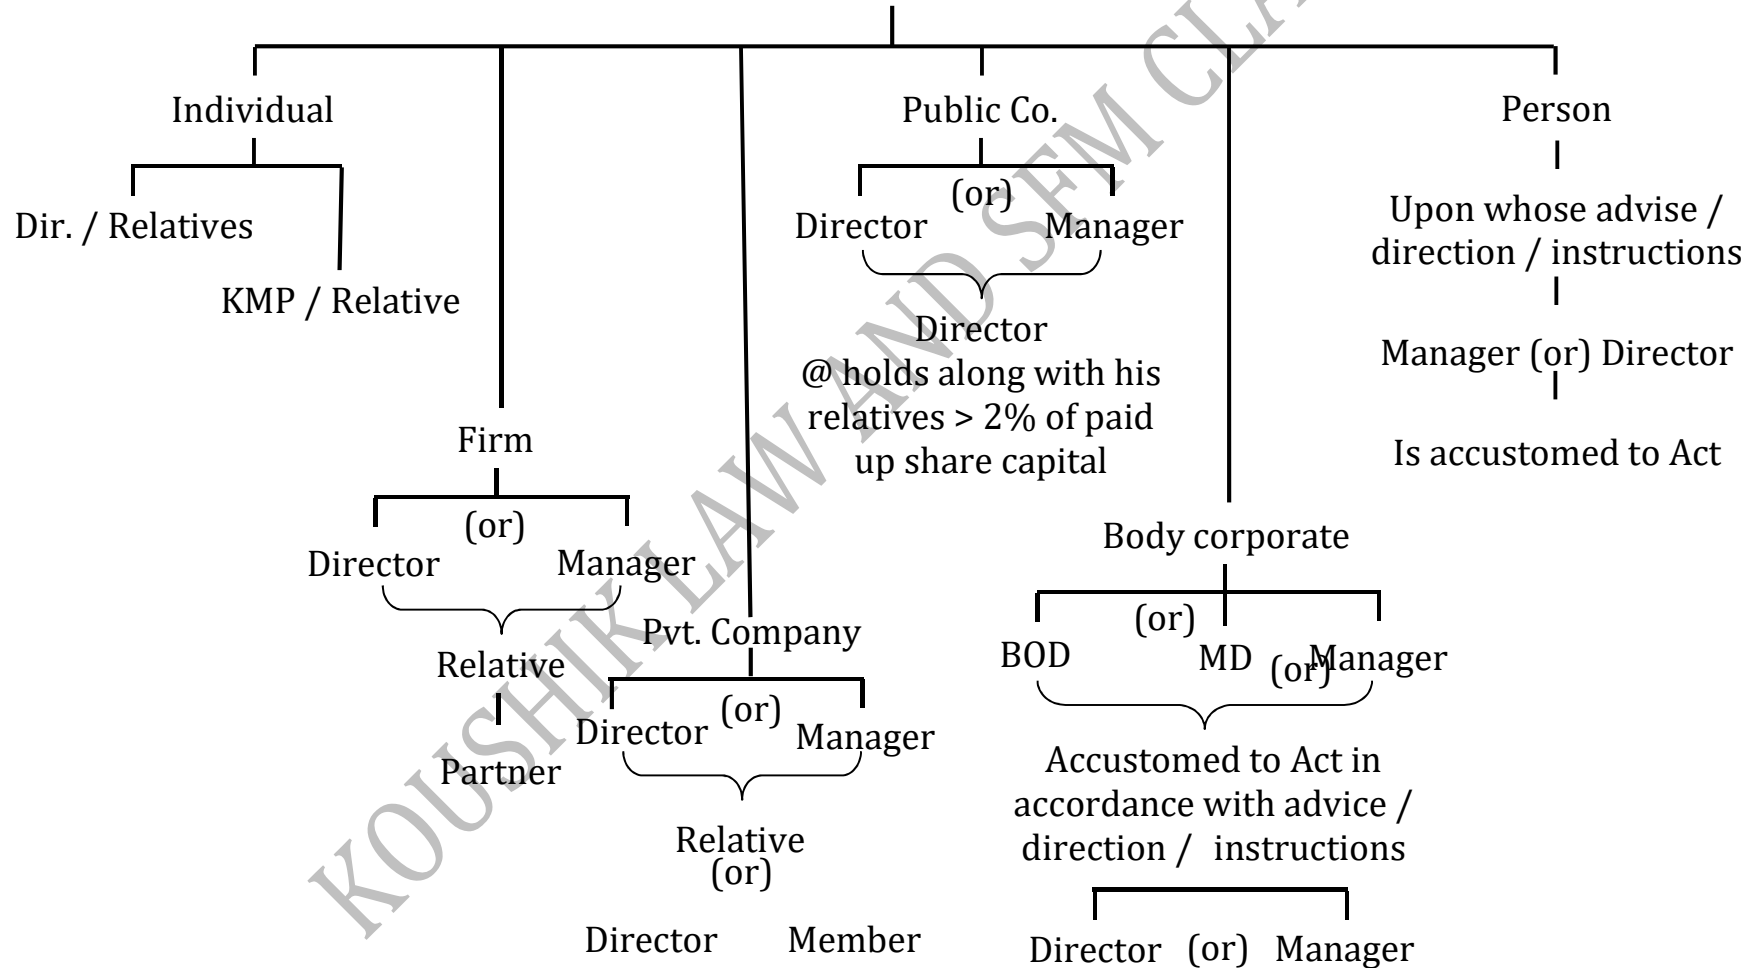 Individual
Dir. / Relatives
KMP / Relative
Firm
(or)
Director Manager
Relative
Partner
Pvt. Company
(or)
Director Manager
Relative
(or)
Director Member
Public Co.
(or)
Director Manager
Director
@ holds along with his
relatives > 2% of paid
up share capital
Body corporate
(or)
BOD MD (or) Manager
Accustomed to Act in
accordance with advice /
direction / instructions
Director (or) Manager
Person
Upon whose advise /
direction / instructions
Manager (or) Director
Is accustomed to Act
KOUSHIK LAW AND SFM CLA